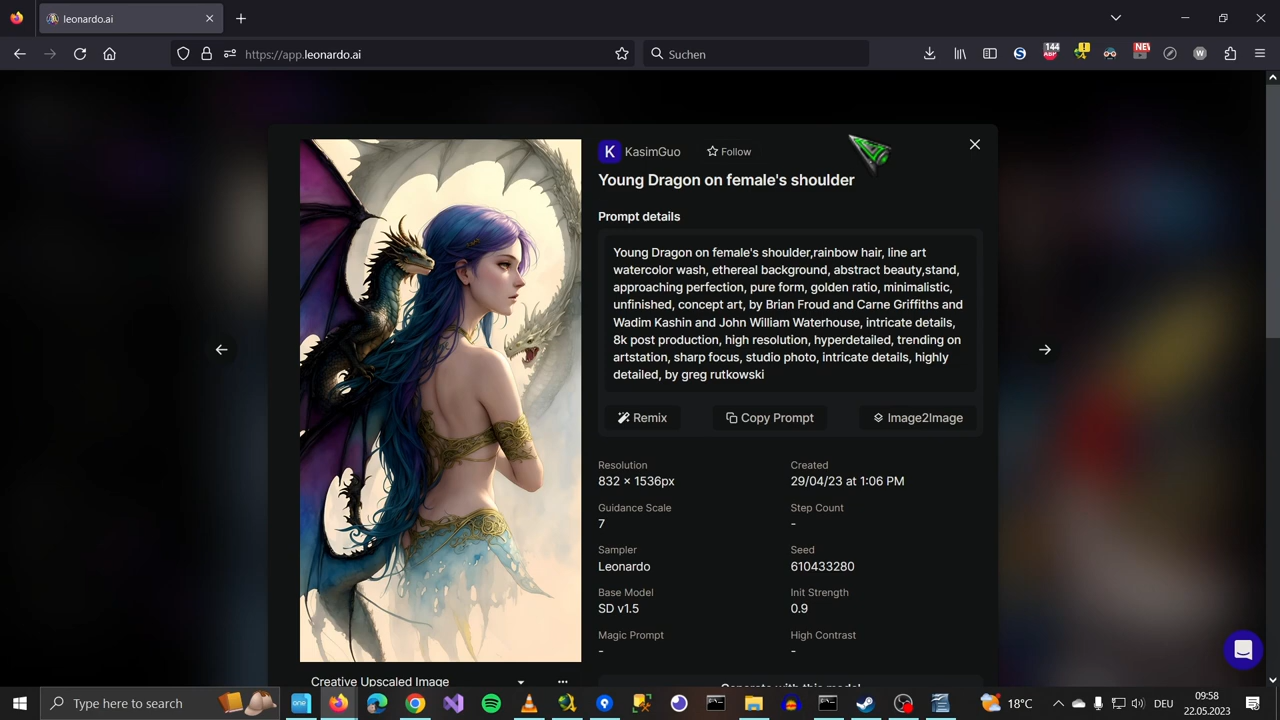 leonardo.ai
https://app.leonardo.ai
Suchen
144
NEW
K KasimGuo
Follow
Young Dragon on female's shoulder
Prompt details
Young Dragon on female's shoulder,rainbow hair, line art
watercolor wash, ethereal background, abstract beauty,stand,
approaching perfection, pure form, golden ratio, minimalistic,
unfinished, concept art, by Brian Froud and Carne Griffiths and
Wadim Kashin and John William Waterhouse, intricate details,
8k post production, high resolution, hyperdetailed, trending on
artstation, sharp focus, studio photo, intricate details, highly
detailed, by greg rutkowski
Remix
Copy Prompt
Image2Image
Resolution
832 × 1536px
Created
29/04/23 at 1:06 PM
Guidance Scale
7
Step Count
-
Sampler
Leonardo
Seed
610433280
Base Model
SD v1.5
Init Strength
0.9
Magic Prompt
-
High Contrast
-
Creative Upscaled Image
Generate with this model
Type here to search
18°C
DEU
09:58
22.05.2023